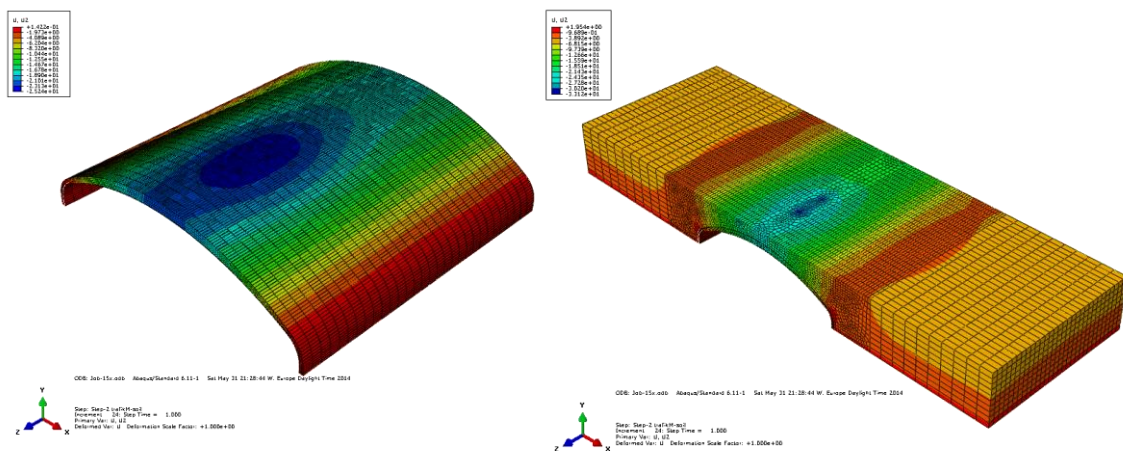 U, U2
+1.422e-01
-1.973e+00
-4.089e+00
-6.204e+00
-8.320e+00
-1.044e+01
-1.255e+01
-1.467e+01
-1.678e+01
-1.890e+01
-2.101e+01
-2.313e+01
-2.524e+01
ODB: Job-15x.odb Abaqus/Standard 6.11-1 Sat May 31 21:28:44 W. Europe Daylight Time 2014
Y
Z
X
Step: Step-2
Increment 24: Step Time = 1.000
Primary Var: U, U2
Deformed Var: U Deformation Scale Factor: +1.000e+00
U, U2
+1.954e+00
-9.689e-01
-3.892e+00
-6.815e+00
-9.739e+00
-1.266e+01
-1.559e+01
-1.851e+01
-2.143e+01
-2.435e+01
-2.728e+01
-3.020e+01
-3.312e+01
ODB: Job-15x.odb Abaqus/Standard 6.11-1 Sat May 31 21:28:44 W. Europe Daylight Time 2014
Y
Z
X
Step: Step-2
Increment 24: Step Time = 1.000
Primary Var: U, U2
Deformed Var: U Deformation Scale Factor: +1.000e+00